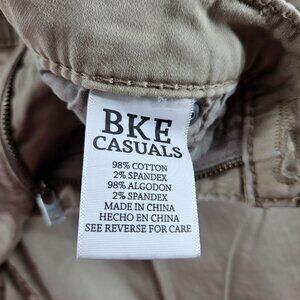 BKE
CASUALS
98% COTTON
2% SPANDEX
98% ALGODON
2% SPANDEX
MADE IN CHINA
HECHO EN CHINA
SEE REVERSE FOR CARE